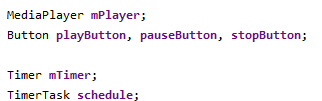 MediaPlayer mPlayer;
Button playButton, pauseButton, stopButton;
Timer mTimer;
TimerTask schedule;